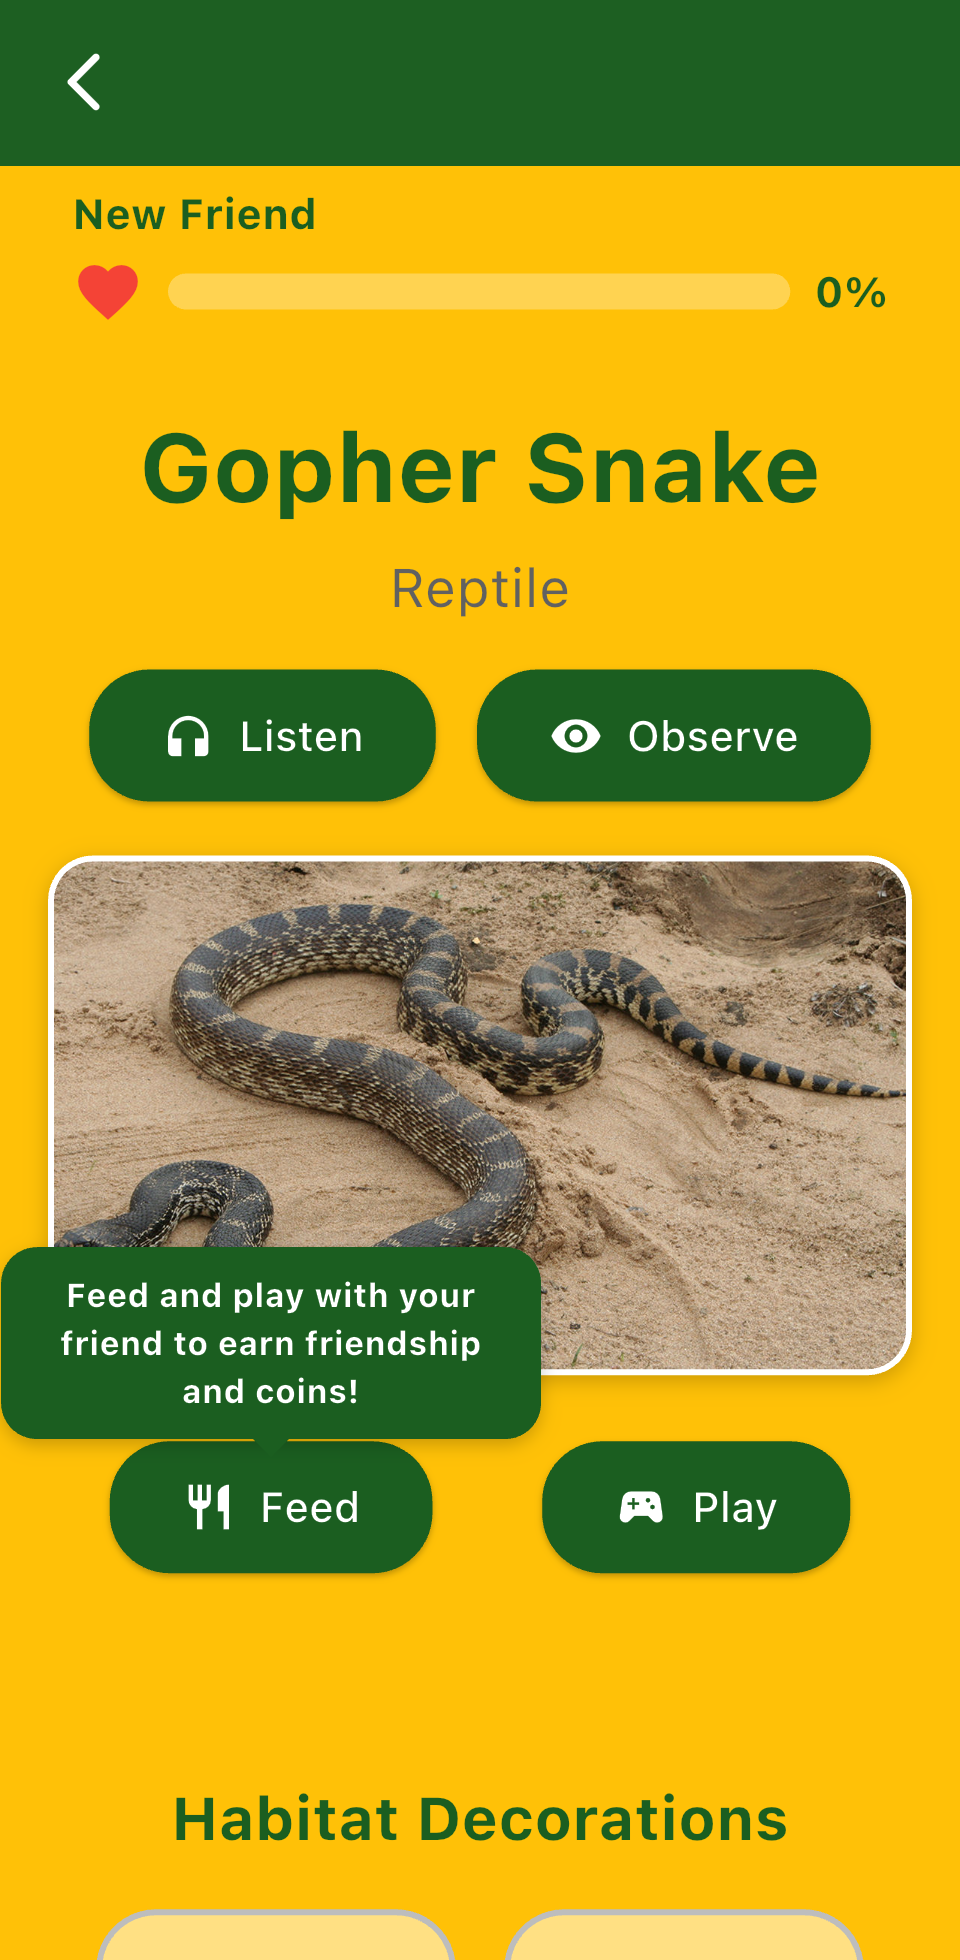 New Friend
0%
Gopher Snake
Reptile
Listen
Observe
Feed and play with your
friend to earn friendship
and coins!
Feed
Play
Habitat Decorations